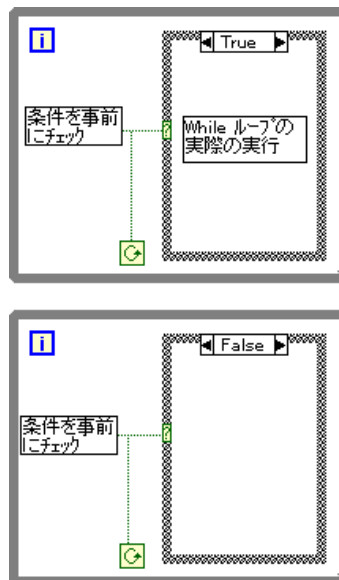 i
True
条件を事前
にチェック
?
While ループの
実際の実行
i
False
条件を事前
にチェック
?